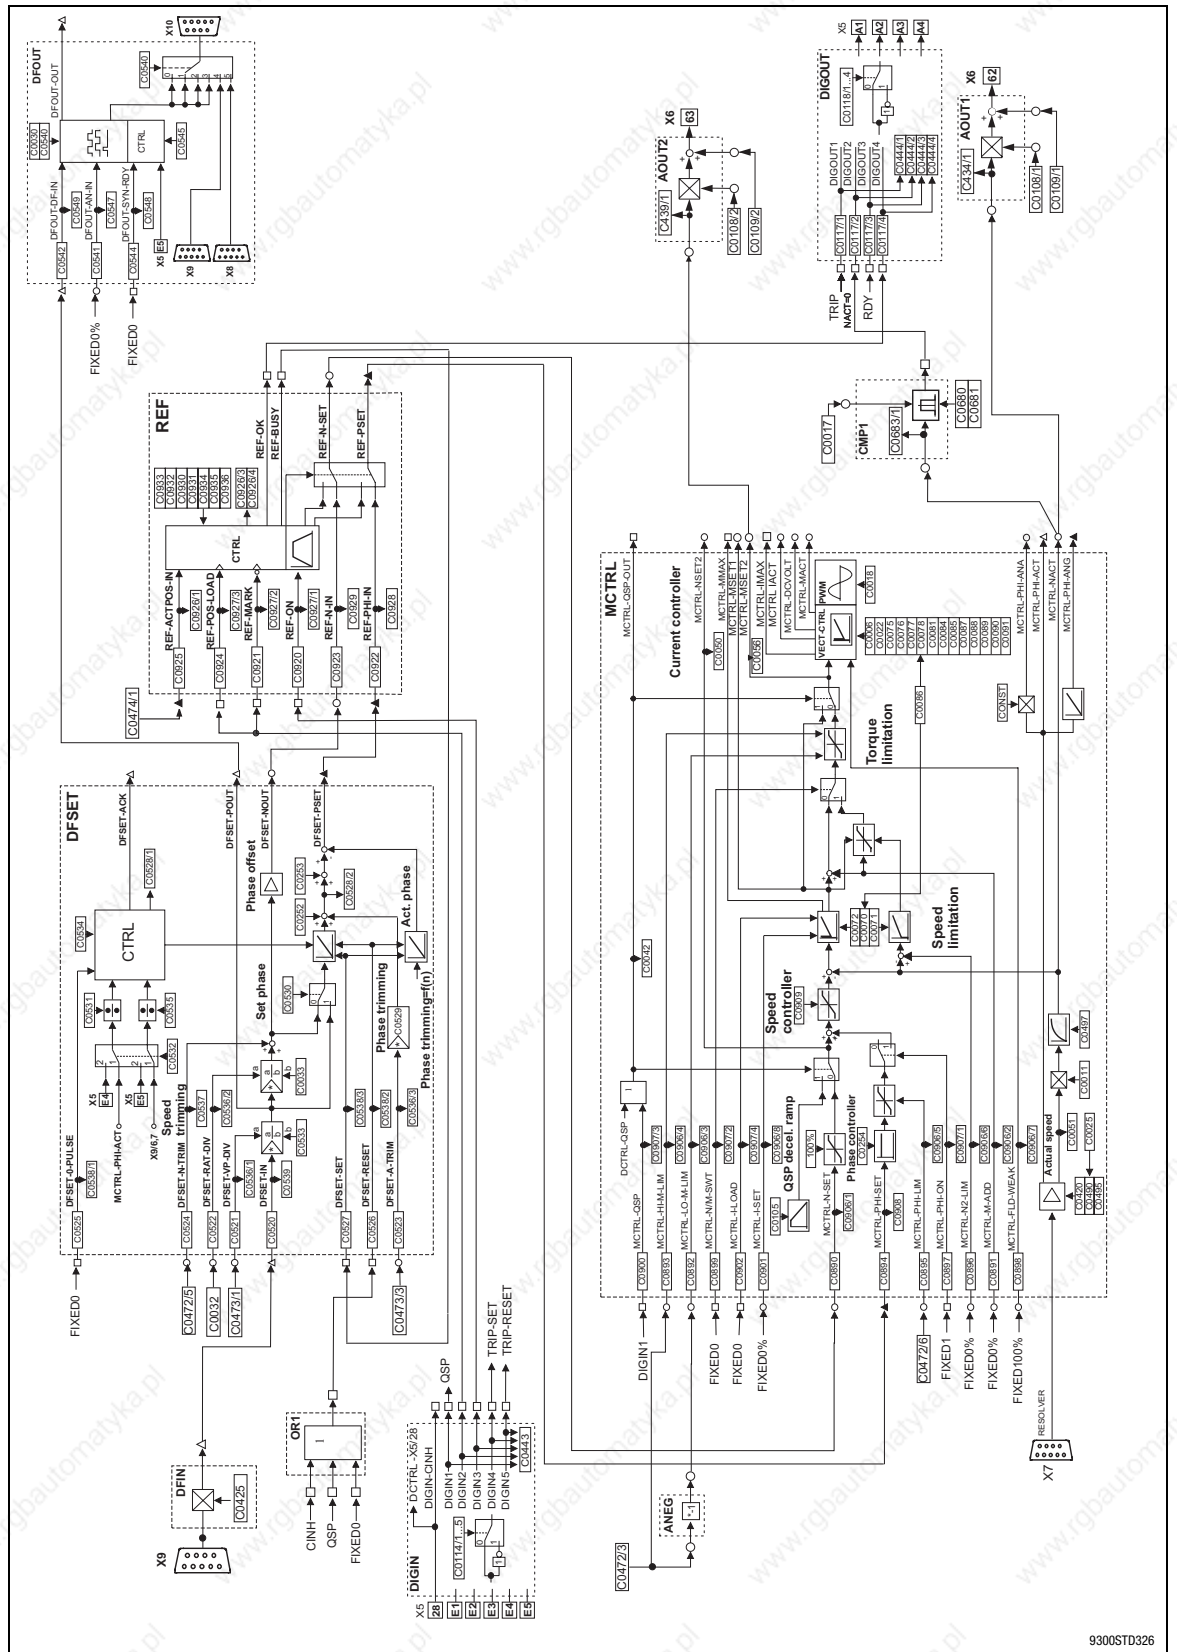 DFOUT
DFOUT-OUT
X10
C0540
0
1
2
3
4
5
C0030
C0540
CTRL
C0545
DFOUT-DF-IN
C0549
DFOUT-AN-IN
C0547
DFOUT-SYN-RDY
C0548
C0542
C0541
C0544
X5 E5
X9
X8
FIXED0%
FIXED0
REF
C0933
C0932
C0930
C0931
C0934
C0935
C0936
C0926/3
C0926/4
REF-OK
REF-BUSY
REF-N-SET
REF-PSET
CTRL
REF-ACTPOS-IN
C0926/1
REF-POS-LOAD
C0927/3
REF-MARK
C0927/2
REF-ON
C0927/1
REF-N-IN
C0929
REF-PHI-IN
C0928
C0925
C0924
C0921
C0920
C0923
C0922
C0474/1
DFSET
DFSET-ACK
DFSET-POUT
DFSET-NOUT
DFSET-PSET
C0528/1
C0534
CTRL
C0531
C0535
C0532
X5
E4
X5
E5
MCTRL-PHI-ACT
X9/6,7
Phase offset
C0253
C0252
C0528/2
Set phase
C0530
Act. phase
Phase trimming
C0529
Phase trimming=f(n)
Speed
trimming
DFSET-0-PULSE
C0538/1
C0525
DFSET-N-TRIM
C0537
C0524
DFSET-RAT-DIV
C0536/2
C0522
DFSET-VP-DIV
C0536/1
C0521
DFSET-IN
C0539
C0520
C0033
C0533
DFSET-SET
C0538/3
C0527
DFSET-RESET
C0538/2
C0526
DFSET-A-TRIM
C0536/3
C0523
FIXED0
C0472/5
C0032
C0473/1
C0473/3
DFIN
C0425
X9
OR1
CINH
QSP
FIXED0
DIGIN
DCTRL -X5/28
DIGIN-CINH
DIGIN1
DIGIN2
DIGIN3
DIGIN4
DIGIN5
C0443
C0114/1...5
X5
28
E1
E2
E3
E4
E5
QSP
TRIP-SET
TRIP-RESET
AOUT2
X6
63
C439/1
C0108/2
C0109/2
DIGOUT
X5
A1
A2
A3
A4
C0118/1...4
DIGOUT1
DIGOUT2
DIGOUT3
DIGOUT4
C0444/1
C0444/2
C0444/3
C0444/4
C0117/1
C0117/2
C0117/3
C0117/4
TRIP
NACT=0
RDY
AOUT1
X6
62
C434/1
C0108/1
C0109/1
CMP1
C0017
C0683/1
C0680
C0681
MCTRL
MCTRL-QSP-OUT
Current controller
MCTRL-NSET2
MCTRL-MMAX
C0050
MCTRL-MSET1
MCTRL-MSET2
C0056
MCTRL-IMAX
MCTRL IACT
MCTRL-DCVOLT
MCTRL-MACT
VECT-CTRL
PWM
C0018
C0006
C0022
C0075
C0076
C0077
C0078
C0081
C0084
C0085
C0087
C0088
C0089
C0090
C0091
C0086
CONST
MCTRL-PHI-ANA
MCTRL-PHI-ACT
MCTRL-NACT
MCTRL-PHI-ANG
Torque
limitation
Speed
limitation
C0072
C0070
C0071
C0042
Speed
controller
C0909
C0497
C0011
Actual speed
C0051
C0025
C0420
C0490
C0495
DCTRL-QSP
MCTRL-QSP
C0907/3
C0900
MCTRL-HI-M-LIM
C0906/4
C0893
MCTRL-LO-M-LIM
C0906/3
C0892
MCTRL-N/M-SWT
C0907/2
C0899
MCTRL-I-LOAD
C0907/4
C0902
MCTRL-I-SET
C0906/8
C0901
QSP decel. ramp
C0105
100%
MCTRL-N-SET
C0906/1
C0890
Phase controller
C0254
MCTRL-PHI-SET
C0908
C0894
MCTRL-PHI-LIM
C0906/5
C0895
MCTRL-PHI-ON
C0907/1
C0897
MCTRL-N2-LIM
C0906/6
C0896
MCTRL-M-ADD
C0906/2
C0891
MCTRL-FLD-WEAK
C0906/7
C0898
DIGIN1
FIXED0
FIXED0
FIXED0%
C0472/6
FIXED1
FIXED0%
FIXED0%
FIXED100%
RESOLVER
X7
ANEG
*-1
C0472/3
9300STD326
www.rgbautomatyka.pl